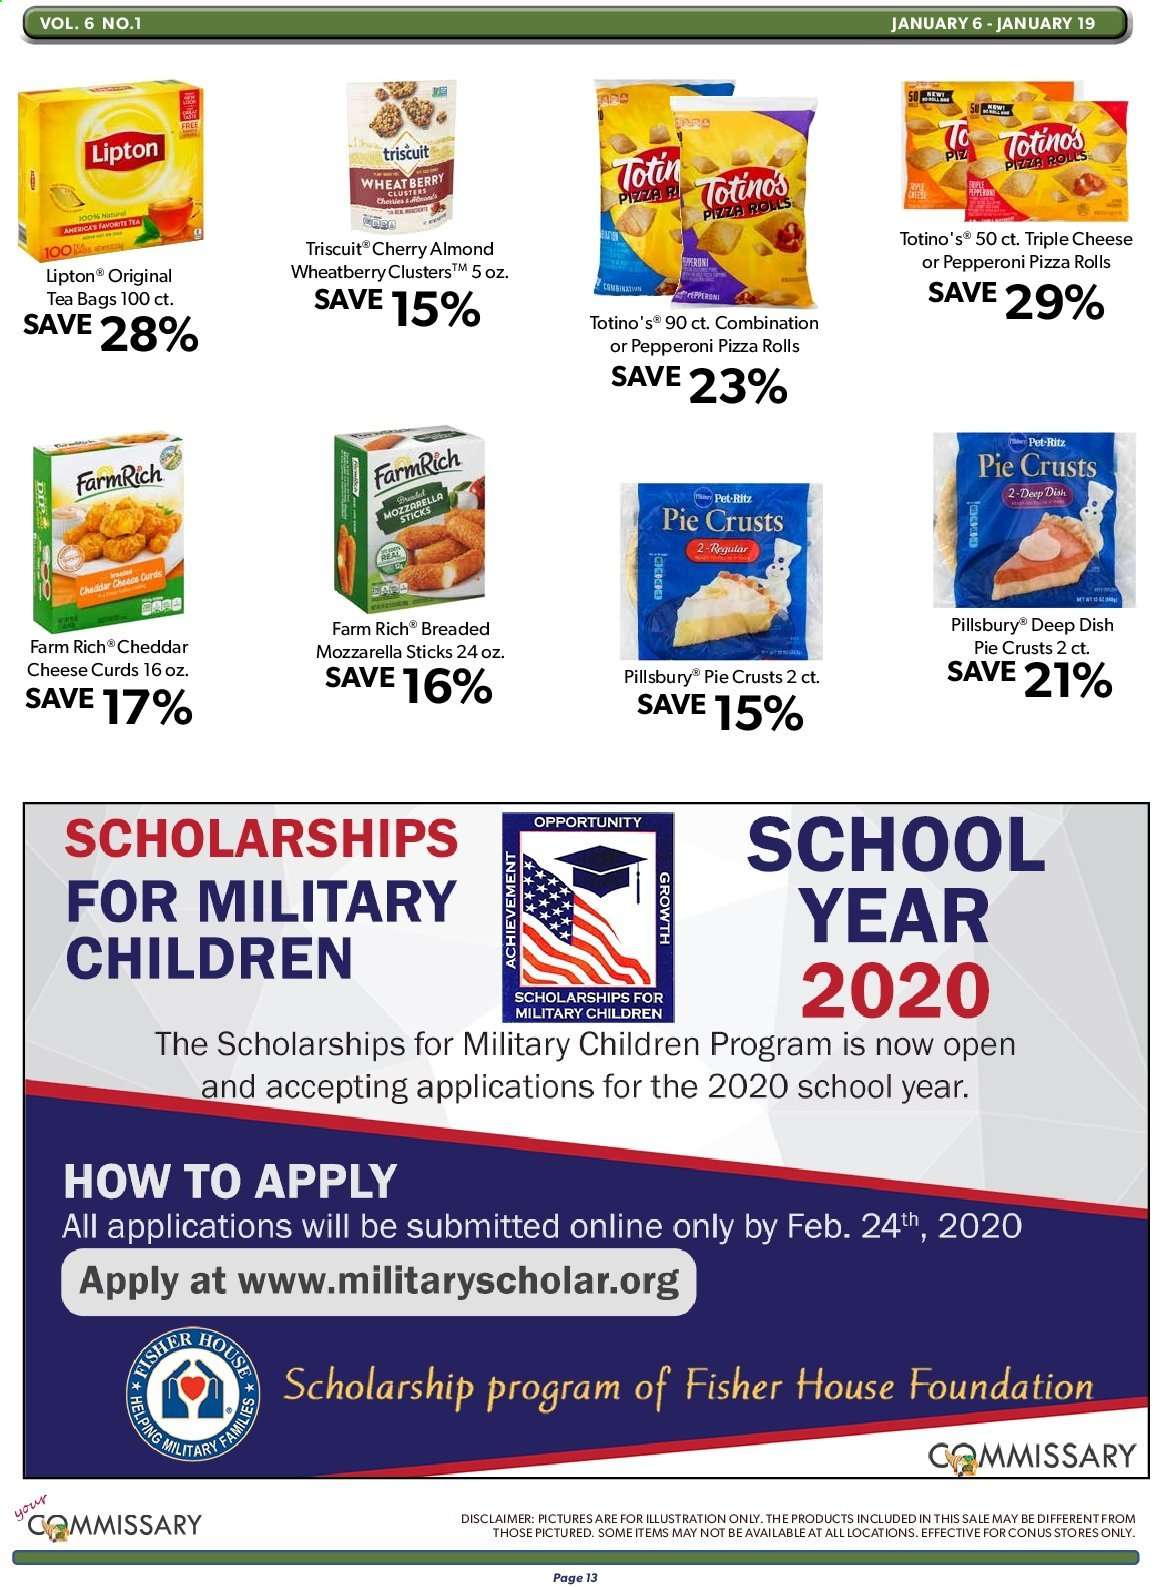 VOL. 6 NO.1
JANUARY 6 - JANUARY 19
Lipton
100% Natural
AMERICA'S FAVORITE TEA
100
Lipton® Original
Tea Bags 100 ct.
SAVE 28%
triscuit
WHEATBERRY
CLUSTERS
Cherries & Almonds
Triscuit® Cherry Almond
Wheatberry Clusters™ 5 oz.
SAVE 15%
Totino's
PIZZA ROLLS
COMBINATION
PEPPERONI
Totino's® 90 ct. Combination
or Pepperoni Pizza Rolls
SAVE 23%
50
NEW!
Totino's
PIZZA ROLLS
TRIPLE PEPPERONI
Totino's® 50 ct. Triple Cheese
or Pepperoni Pizza Rolls
SAVE 29%
FarmRich
breaded
Cheddar Cheese Curds
Farm Rich® Cheddar
Cheese Curds 16 oz.
SAVE 17%
FarmRich
Breaded
MOZZARELLA
STICKS
Farm Rich® Breaded
Mozzarella Sticks 24 oz.
SAVE 16%
Pillsbury Pet-Ritz
Pie Crusts
2-Regular
Pillsbury® Pie Crusts 2 ct.
SAVE 15%
Pillsbury Pet-Ritz
Pie Crusts
2-Deep Dish
Pillsbury® Deep Dish
Pie Crusts 2 ct.
SAVE 21%
SCHOLARSHIPS
FOR MILITARY
CHILDREN
OPPORTUNITY
ACHIEVEMENT
GROWTH
SCHOLARSHIPS FOR
MILITARY CHILDREN
SCHOOL
YEAR
2020
The Scholarships for Military Children Program is now open
and accepting applications for the 2020 school year.
HOW TO APPLY
All applications will be submitted online only by Feb. 24th, 2020
Apply at www.militaryscholar.org
FISHER HOUSE
HELPING MILITARY FAMILIES
Scholarship program of Fisher House Foundation
COMMISSARY
your
COMMISSARY
DISCLAIMER: PICTURES ARE FOR ILLUSTRATION ONLY. THE PRODUCTS INCLUDED IN THIS SALE MAY BE DIFFERENT FROM
THOSE PICTURED. SOME ITEMS MAY NOT BE AVAILABLE AT ALL LOCATIONS. EFFECTIVE FOR CONUS STORES ONLY.
Page 13